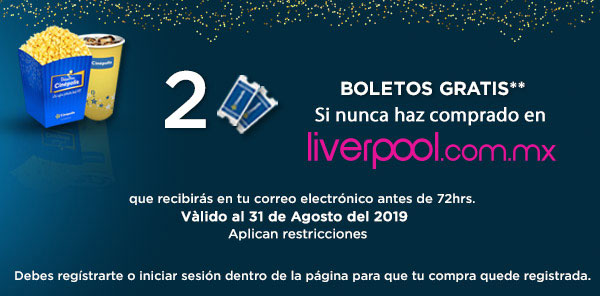 Cinépolis
2
BOLETOS GRATIS**
Si nunca haz comprado en
liverpool.com.mx
que recibirás en tu correo electrónico antes de 72hrs.
Vàlido al 31 de Agosto del 2019
Aplican restricciones
Debes regístrarte o iniciar sesión dentro de la página para que tu compra quede registrada.